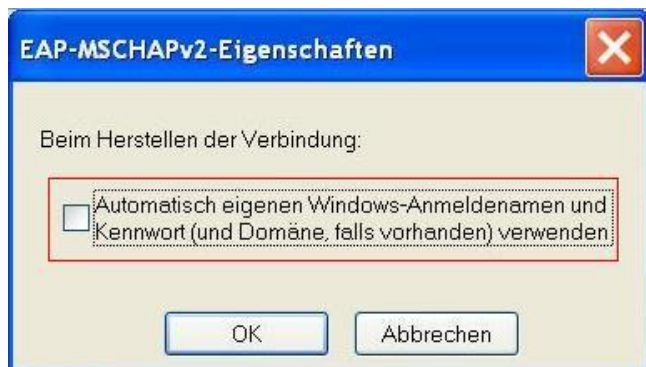 EAP-MSCHAPv2-Eigenschaften
Beim Herstellen der Verbindung:
Automatisch eigenen Windows-Anmeldenamen und
Kennwort (und Domäne, falls vorhanden) verwenden
OK
Abbrechen